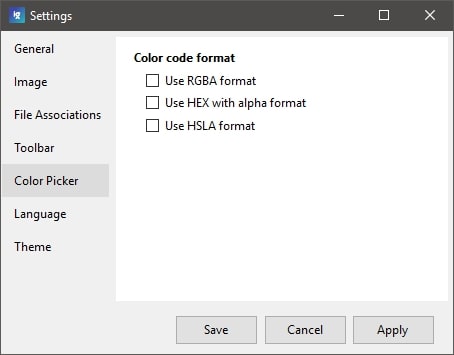 Settings
General
Image
File Associations
Toolbar
Color Picker
Language
Theme
Color code format
Use RGBA format
Use HEX with alpha format
Use HSLA format
Save
Cancel
Apply